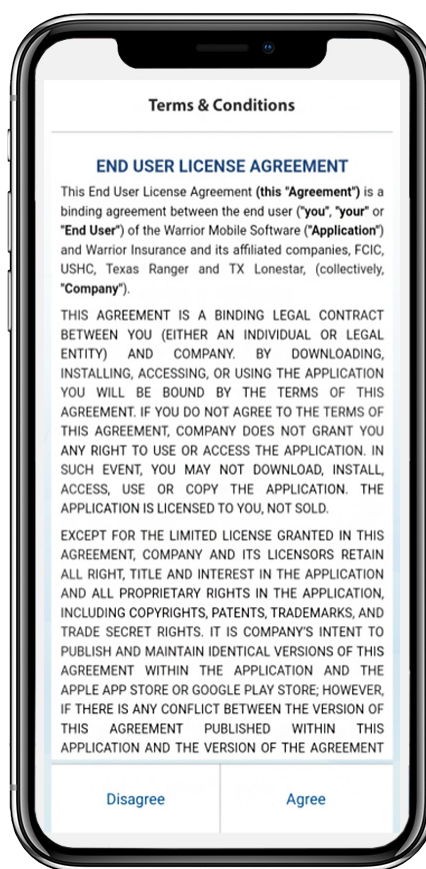 Terms & Conditions
END USER LICENSE AGREEMENT
This End User License Agreement (this "Agreement") is a
binding agreement between the end user ("you", "your" or
"End User") of the Warrior Mobile Software ("Application")
and Warrior Insurance and its affiliated companies, FCIC,
USHC, Texas Ranger and TX Lonestar, (collectively,
"Company").
THIS AGREEMENT IS A BINDING LEGAL CONTRACT
BETWEEN YOU (EITHER AN INDIVIDUAL OR LEGAL
ENTITY) AND COMPANY. BY DOWNLOADING,
INSTALLING, ACCESSING, OR USING THE APPLICATION
YOU WILL BE BOUND BY THE TERMS OF THIS
AGREEMENT. IF YOU DO NOT AGREE TO THE TERMS OF
THIS AGREEMENT, COMPANY DOES NOT GRANT YOU
ANY RIGHT TO USE OR ACCESS THE APPLICATION. IN
SUCH EVENT, YOU MAY NOT DOWNLOAD, INSTALL,
ACCESS, USE OR COPY THE APPLICATION. THE
APPLICATION IS LICENSED TO YOU, NOT SOLD.
EXCEPT FOR THE LIMITED LICENSE GRANTED IN THIS
AGREEMENT, COMPANY AND ITS LICENSORS RETAIN
ALL RIGHT, TITLE AND INTEREST IN THE APPLICATION
AND ALL PROPRIETARY RIGHTS IN THE APPLICATION,
INCLUDING COPYRIGHTS, PATENTS, TRADEMARKS, AND
TRADE SECRET RIGHTS. IT IS COMPANY'S INTENT TO
PUBLISH AND MAINTAIN IDENTICAL VERSIONS OF THIS
AGREEMENT WITHIN THE APPLICATION AND THE
APPLE APP STORE OR GOOGLE PLAY STORE; HOWEVER,
IF THERE IS ANY CONFLICT BETWEEN THE VERSION OF
THIS AGREEMENT PUBLISHED WITHIN THIS
APPLICATION AND THE VERSION OF THE AGREEMENT
Disagree
Agree